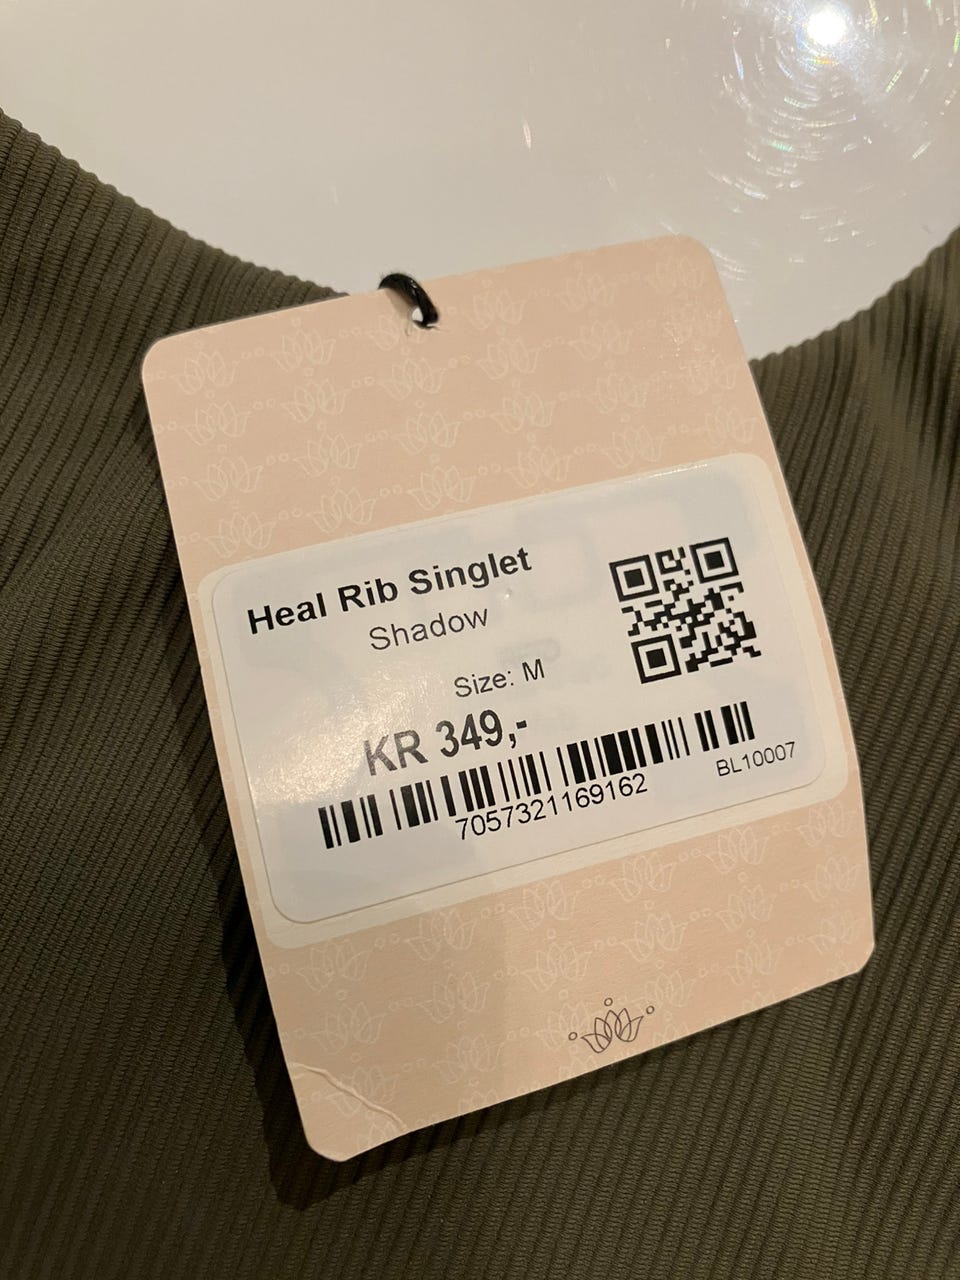 Heal Rib Singlet
Shadow
Size: M
KR 349,-
7057321169162
BL10007